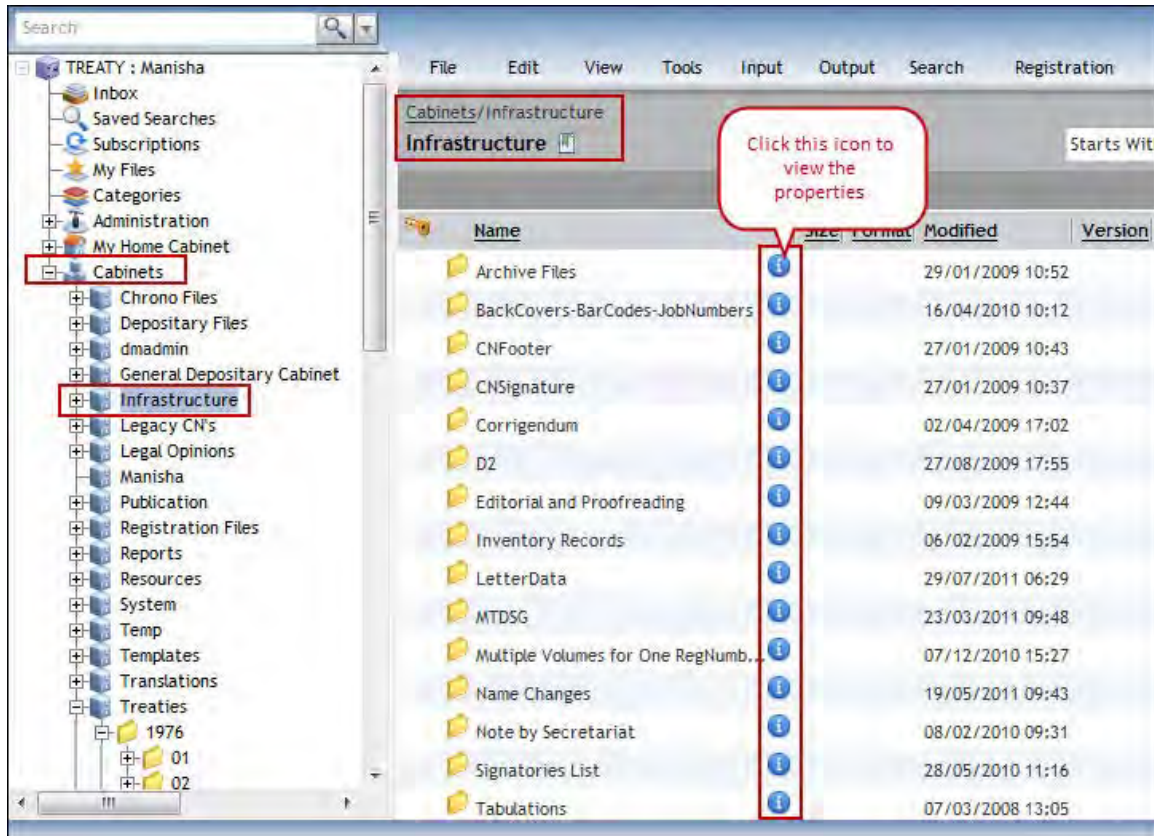 Search
TREATY : Manisha
Inbox
Saved Searches
Subscriptions
My Files
Categories
Administration
My Home Cabinet
Cabinets
Chrono Files
Depositary Files
dmadmin
General Depositary Cabinet
Infrastructure
Legacy CN's
Legal Opinions
Manisha
Publication
Registration Files
Reports
Resources
System
Temp
Templates
Translations
Treaties
1976
01
02
File Edit View Tools Input Output Search Registration
Cabinets/Infrastructure
Infrastructure
Click this icon to
view the
properties
Starts Wit
Name Size Format Modified Version
Archive Files 29/01/2009 10:52
BackCovers-BarCodes-JobNumbers 16/04/2010 10:12
CNFooter 27/01/2009 10:43
CNSignature 27/01/2009 10:37
Corrigendum 02/04/2009 17:02
D2 27/08/2009 17:55
Editorial and Proofreading 09/03/2009 12:44
Inventory Records 06/02/2009 15:54
LetterData 29/07/2011 06:29
MTDSG 23/03/2011 09:48
Multiple Volumes for One RegNumb... 07/12/2010 15:27
Name Changes 19/05/2011 09:43
Note by Secretariat 08/02/2010 09:31
Signatories List 28/05/2010 11:16
Tabulations 07/03/2008 13:05